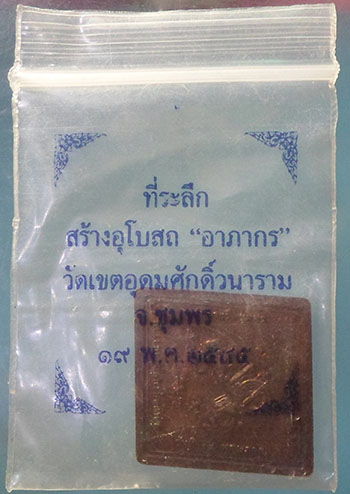 ที่ระลึก
สร้างอุโบสถ "อาภากร"
วัดเขตอุดมศักดิ์วนาราม
จ.ชุมพร
๑๙ พ.ค.๒๕๔๕